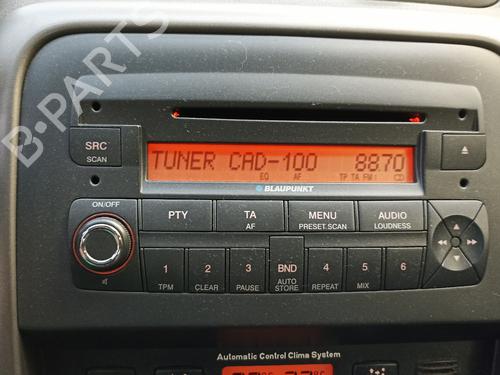 B-PARTS
SRC
SCAN
TUNER CAD-100 88.70
EQ AF TP TA FM I CD
BLAUPUNKT
ON/OFF
PTY
TA
AF
MENU
PRESET.SCAN
AUDIO
LOUDNESS
1
TPM
2
CLEAR
3
PAUSE
BND
AUTO
STORE
4
REPEAT
5
MIX
6
Automatic Control Clima System